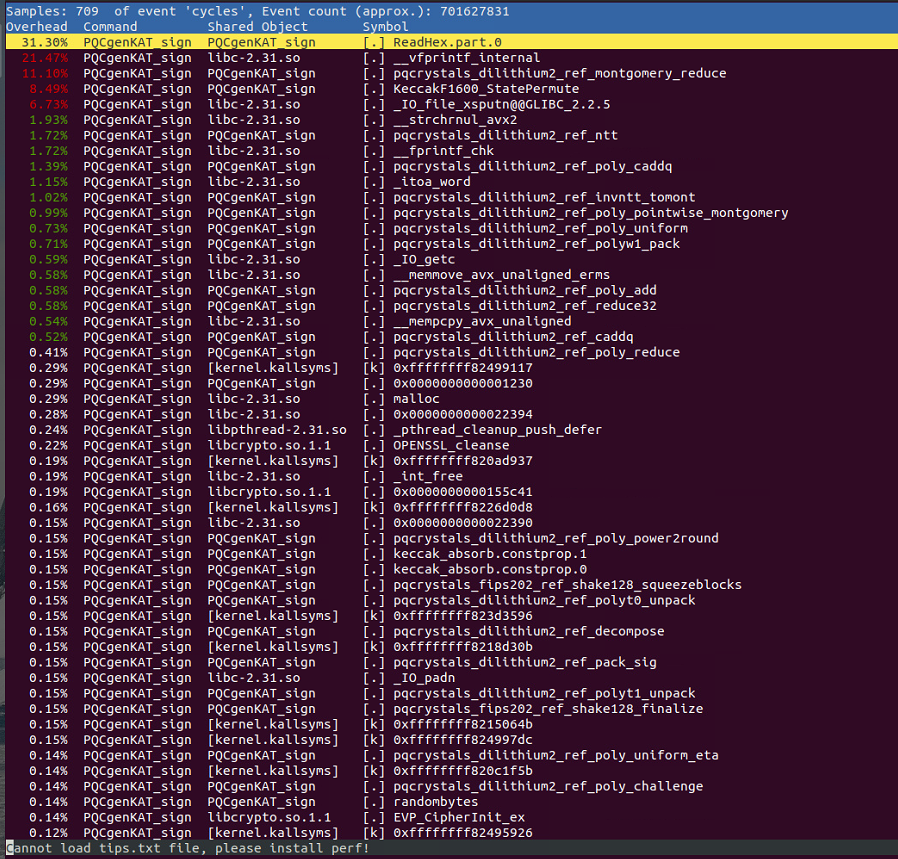 Samples: 709  of event 'cycles', Event count (approx.): 701627831
Overhead  Command  Shared Object  Symbol
31.30%  PQCgenKAT_sign  PQCgenKAT_sign  [.] ReadHex.part.0
21.47%  PQCgenKAT_sign  libc-2.31.so  [.] __vfprintf_internal
11.10%  PQCgenKAT_sign  PQCgenKAT_sign  [.] pqcrystals_dilithium2_ref_montgomery_reduce
8.49%  PQCgenKAT_sign  PQCgenKAT_sign  [.] KeccakF1600_StatePermute
6.73%  PQCgenKAT_sign  libc-2.31.so  [.] _IO_file_xsputn@@GLIBC_2.2.5
1.93%  PQCgenKAT_sign  libc-2.31.so  [.] __strchrnul_avx2
1.72%  PQCgenKAT_sign  PQCgenKAT_sign  [.] pqcrystals_dilithium2_ref_ntt
1.72%  PQCgenKAT_sign  libc-2.31.so  [.] __fprintf_chk
1.39%  PQCgenKAT_sign  PQCgenKAT_sign  [.] pqcrystals_dilithium2_ref_poly_caddq
1.15%  PQCgenKAT_sign  libc-2.31.so  [.] _itoa_word
1.02%  PQCgenKAT_sign  PQCgenKAT_sign  [.] pqcrystals_dilithium2_ref_invntt_tomont
0.99%  PQCgenKAT_sign  PQCgenKAT_sign  [.] pqcrystals_dilithium2_ref_poly_pointwise_montgomery
0.73%  PQCgenKAT_sign  PQCgenKAT_sign  [.] pqcrystals_dilithium2_ref_poly_uniform
0.71%  PQCgenKAT_sign  PQCgenKAT_sign  [.] pqcrystals_dilithium2_ref_polyw1_pack
0.59%  PQCgenKAT_sign  libc-2.31.so  [.] _IO_getc
0.58%  PQCgenKAT_sign  libc-2.31.so  [.] __memmove_avx_unaligned_erms
0.58%  PQCgenKAT_sign  PQCgenKAT_sign  [.] pqcrystals_dilithium2_ref_poly_add
0.58%  PQCgenKAT_sign  PQCgenKAT_sign  [.] pqcrystals_dilithium2_ref_reduce32
0.54%  PQCgenKAT_sign  libc-2.31.so  [.] __mempcpy_avx_unaligned
0.52%  PQCgenKAT_sign  PQCgenKAT_sign  [.] pqcrystals_dilithium2_ref_caddq
0.41%  PQCgenKAT_sign  PQCgenKAT_sign  [.] pqcrystals_dilithium2_ref_poly_reduce
0.29%  PQCgenKAT_sign  [kernel.kallsyms]  [k] 0xffffffff82499117
0.29%  PQCgenKAT_sign  PQCgenKAT_sign  [.] 0x0000000000001230
0.29%  PQCgenKAT_sign  libc-2.31.so  [.] malloc
0.28%  PQCgenKAT_sign  libc-2.31.so  [.] 0x0000000000022394
0.24%  PQCgenKAT_sign  libpthread-2.31.so  [.] _pthread_cleanup_push_defer
0.22%  PQCgenKAT_sign  libcrypto.so.1.1  [.] OPENSSL_cleanse
0.19%  PQCgenKAT_sign  [kernel.kallsyms]  [k] 0xffffffff820ad937
0.19%  PQCgenKAT_sign  libc-2.31.so  [.] _int_free
0.19%  PQCgenKAT_sign  libcrypto.so.1.1  [.] 0x0000000000155c41
0.16%  PQCgenKAT_sign  [kernel.kallsyms]  [k] 0xffffffff8226d0d8
0.15%  PQCgenKAT_sign  libc-2.31.so  [.] 0x0000000000022390
0.15%  PQCgenKAT_sign  PQCgenKAT_sign  [.] pqcrystals_dilithium2_ref_poly_power2round
0.15%  PQCgenKAT_sign  PQCgenKAT_sign  [.] keccak_absorb.constprop.1
0.15%  PQCgenKAT_sign  PQCgenKAT_sign  [.] keccak_absorb.constprop.0
0.15%  PQCgenKAT_sign  PQCgenKAT_sign  [.] pqcrystals_fips202_ref_shake128_squeezeblocks
0.15%  PQCgenKAT_sign  PQCgenKAT_sign  [.] pqcrystals_dilithium2_ref_polyt0_unpack
0.15%  PQCgenKAT_sign  [kernel.kallsyms]  [k] 0xffffffff823d3596
0.15%  PQCgenKAT_sign  PQCgenKAT_sign  [.] pqcrystals_dilithium2_ref_decompose
0.15%  PQCgenKAT_sign  [kernel.kallsyms]  [k] 0xffffffff8218d30b
0.15%  PQCgenKAT_sign  PQCgenKAT_sign  [.] pqcrystals_dilithium2_ref_pack_sig
0.15%  PQCgenKAT_sign  libc-2.31.so  [.] _IO_padn
0.15%  PQCgenKAT_sign  PQCgenKAT_sign  [.] pqcrystals_dilithium2_ref_polyt1_unpack
0.15%  PQCgenKAT_sign  PQCgenKAT_sign  [.] pqcrystals_fips202_ref_shake128_finalize
0.15%  PQCgenKAT_sign  [kernel.kallsyms]  [k] 0xffffffff8215064b
0.15%  PQCgenKAT_sign  [kernel.kallsyms]  [k] 0xffffffff824997dc
0.14%  PQCgenKAT_sign  PQCgenKAT_sign  [.] pqcrystals_dilithium2_ref_poly_uniform_eta
0.14%  PQCgenKAT_sign  [kernel.kallsyms]  [k] 0xffffffff820c1f5b
0.14%  PQCgenKAT_sign  PQCgenKAT_sign  [.] pqcrystals_dilithium2_ref_poly_challenge
0.14%  PQCgenKAT_sign  PQCgenKAT_sign  [.] randombytes
0.14%  PQCgenKAT_sign  libcrypto.so.1.1  [.] EVP_CipherInit_ex
0.12%  PQCgenKAT_sign  [kernel.kallsyms]  [k] 0xffffffff82495926
Cannot load tips.txt file, please install perf!